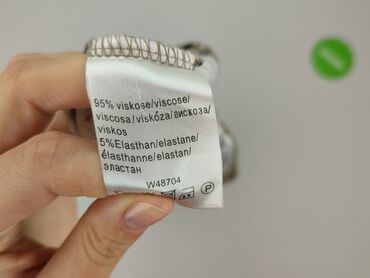 95% viskose/viscose/
viscosa/viskóza/вискоза/
viskos
5%Elasthan/elastane/
élasthanne/elastan/
эластан
W48704
P